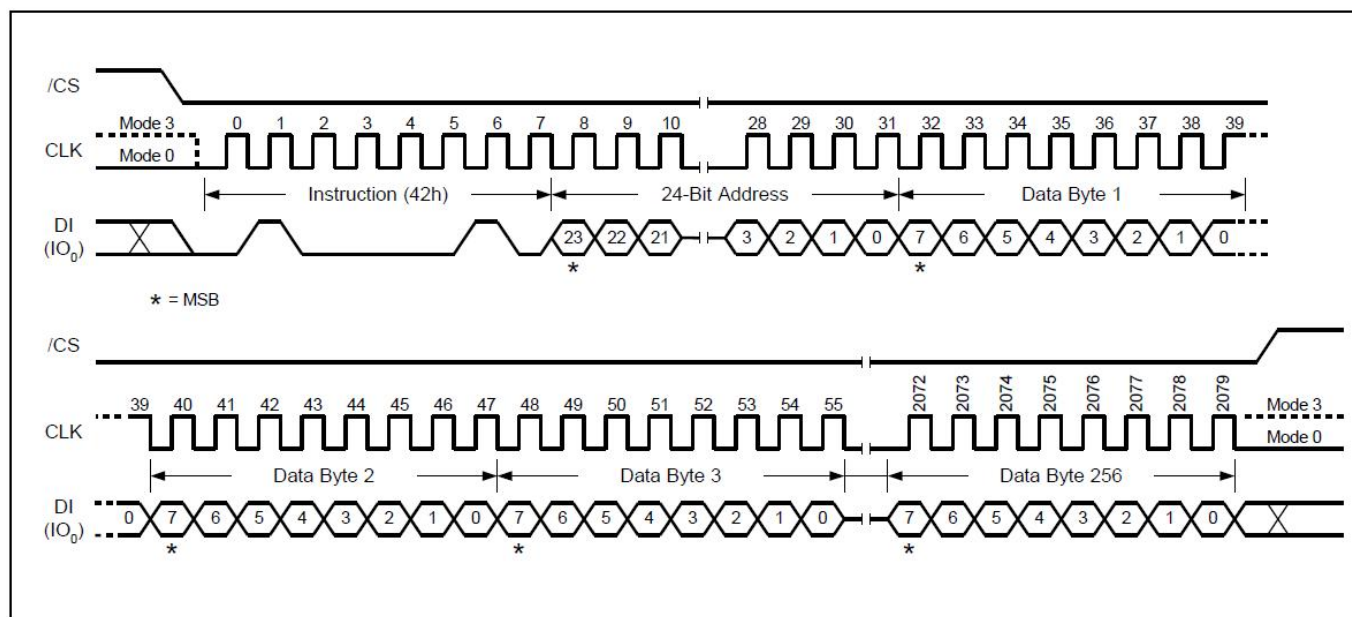 /CS
Mode 3 0 1 2 3 4 5 6 7 8 9 10 28 29 30 31 32 33 34 35 36 37 38 39
CLK Mode 0
Instruction (42h) 24-Bit Address Data Byte 1
DI
(IO0) 23 22 21 3 2 1 0 7 6 5 4 3 2 1 0
* *
* = MSB
/CS
39 40 41 42 43 44 45 46 47 48 49 50 51 52 53 54 55 2072 2073 2074 2075 2076 2077 2078 2079 Mode 3
CLK Mode 0
Data Byte 2 Data Byte 3 Data Byte 256
DI
(IO0) 0 7 6 5 4 3 2 1 0 7 6 5 4 3 2 1 0 7 6 5 4 3 2 1 0
* * *